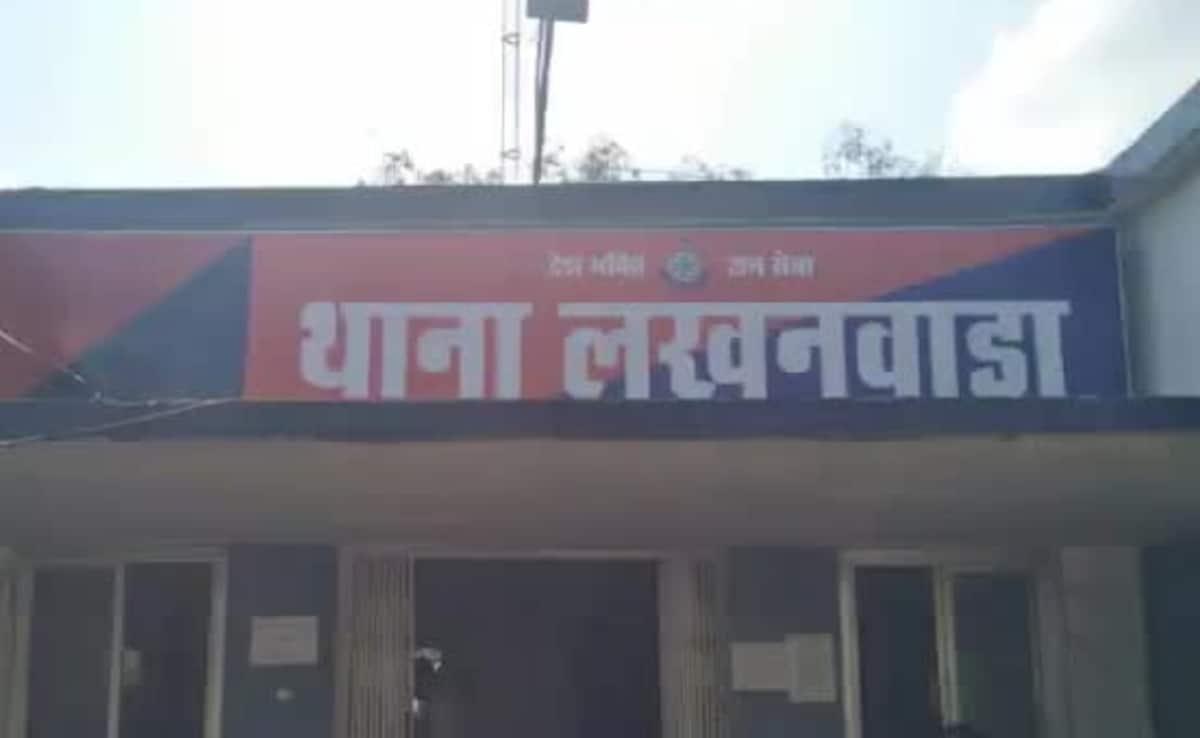 देश भक्ति जन सेवा
थाना लखनवाडा